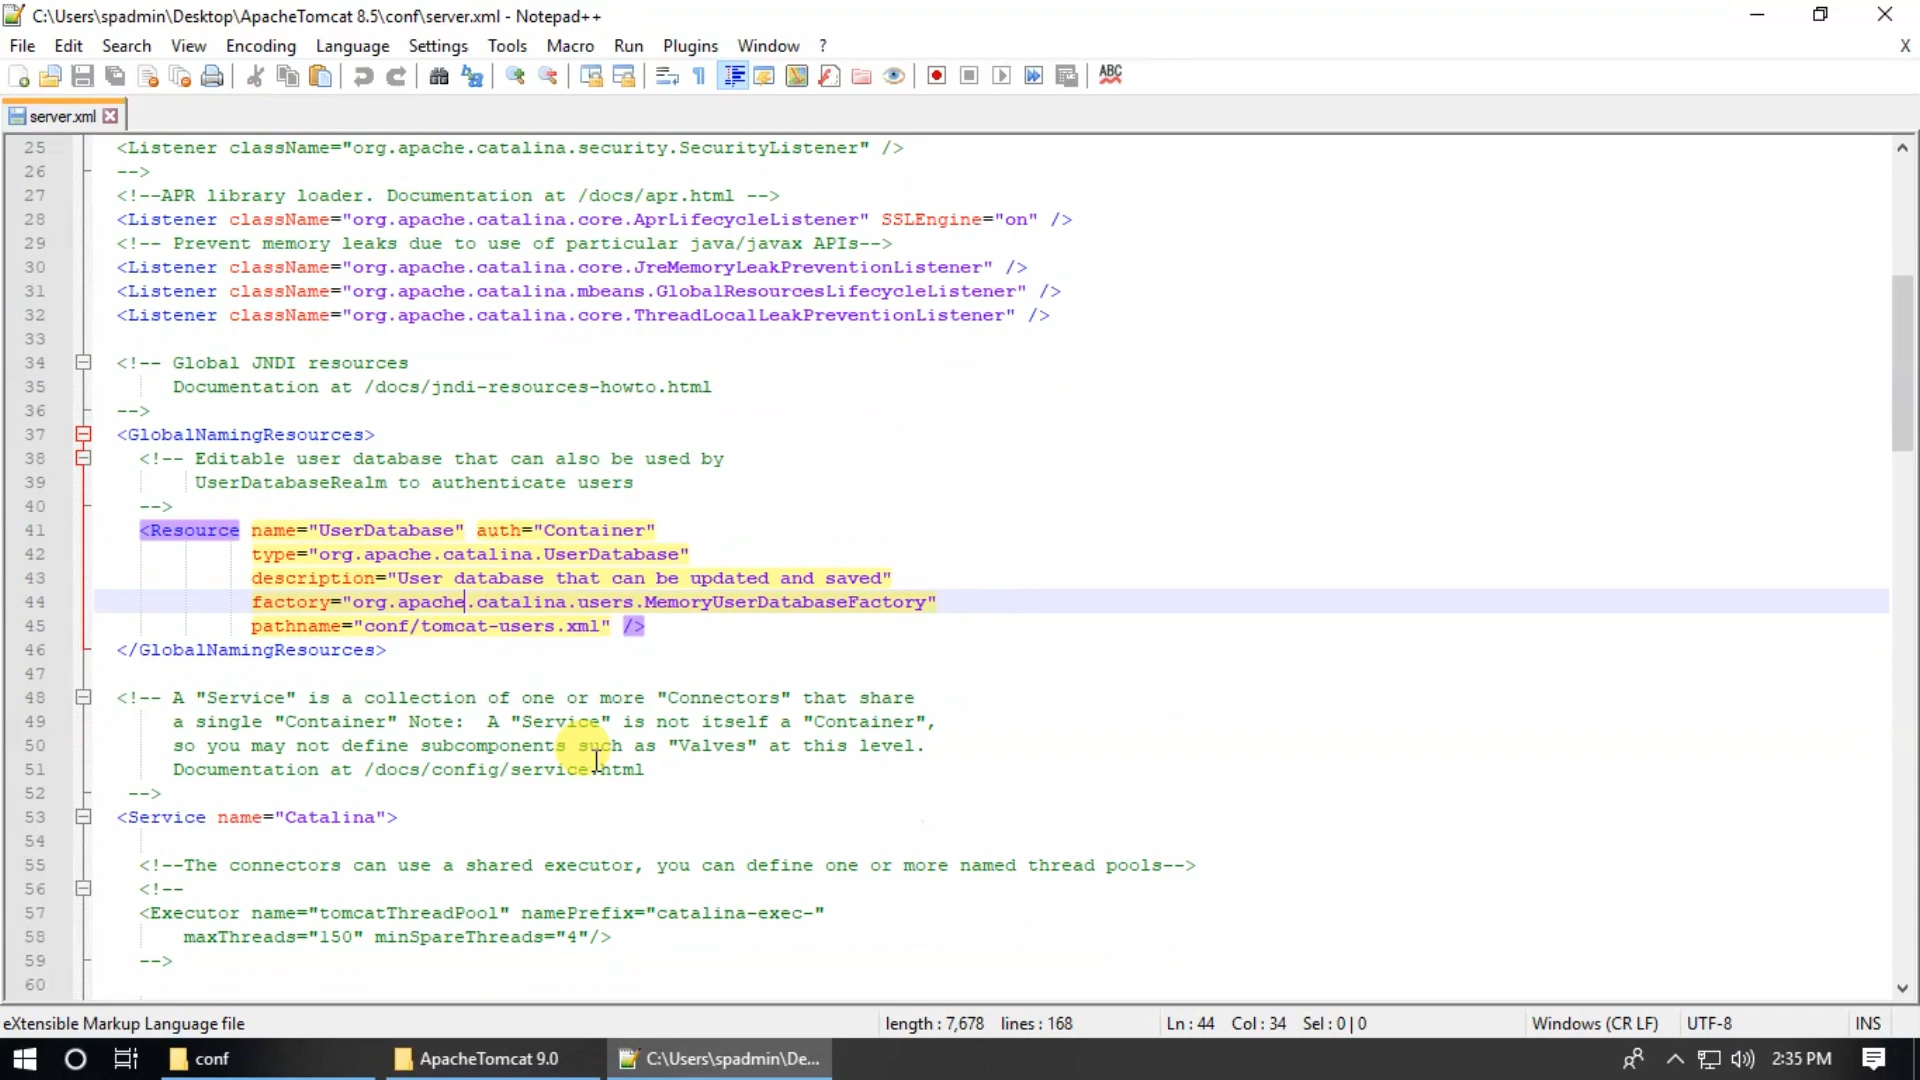 C:\Users\spadmin\Desktop\ApacheTomcat 8.5\conf\server.xml - Notepad++
File Edit Search View Encoding Language Settings Tools Macro Run Plugins Window ? X
ABC
server.xml
25 <Listener className="org.apache.catalina.security.SecurityListener" />
26 -->
27 <!--APR library loader. Documentation at /docs/apr.html -->
28 <Listener className="org.apache.catalina.core.AprLifecycleListener" SSLEngine="on" />
29 <!-- Prevent memory leaks due to use of particular java/javax APIs-->
30 <Listener className="org.apache.catalina.core.JreMemoryLeakPreventionListener" />
31 <Listener className="org.apache.catalina.mbeans.GlobalResourcesLifecycleListener" />
32 <Listener className="org.apache.catalina.core.ThreadLocalLeakPreventionListener" />
33
34 <!-- Global JNDI resources
35 Documentation at /docs/jndi-resources-howto.html
36 -->
37 <GlobalNamingResources>
38 <!-- Editable user database that can also be used by
39 UserDatabaseRealm to authenticate users
40 -->
41 <Resource name="UserDatabase" auth="Container"
42 type="org.apache.catalina.UserDatabase"
43 description="User database that can be updated and saved"
44 factory="org.apache.catalina.users.MemoryUserDatabaseFactory"
45 pathname="conf/tomcat-users.xml" />
46 </GlobalNamingResources>
47
48 <!-- A "Service" is a collection of one or more "Connectors" that share
49 a single "Container" Note: A "Service" is not itself a "Container",
50 so you may not define subcomponents such as "Valves" at this level.
51 Documentation at /docs/config/service.html
52 -->
53 <Service name="Catalina">
54
55 <!--The connectors can use a shared executor, you can define one or more named thread pools-->
56 <!--
57 <Executor name="tomcatThreadPool" namePrefix="catalina-exec-"
58 maxThreads="150" minSpareThreads="4"/>
59 -->
60
eXtensible Markup Language file length : 7,678 lines : 168 Ln : 44 Col : 34 Sel : 0 | 0 Windows (CR LF) UTF-8 INS
conf ApacheTomcat 9.0 C:\Users\spadmin\De... 2:35 PM